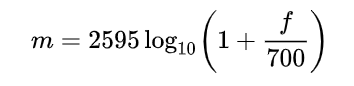 m = 2595 log₁₀ (1 + f/700)